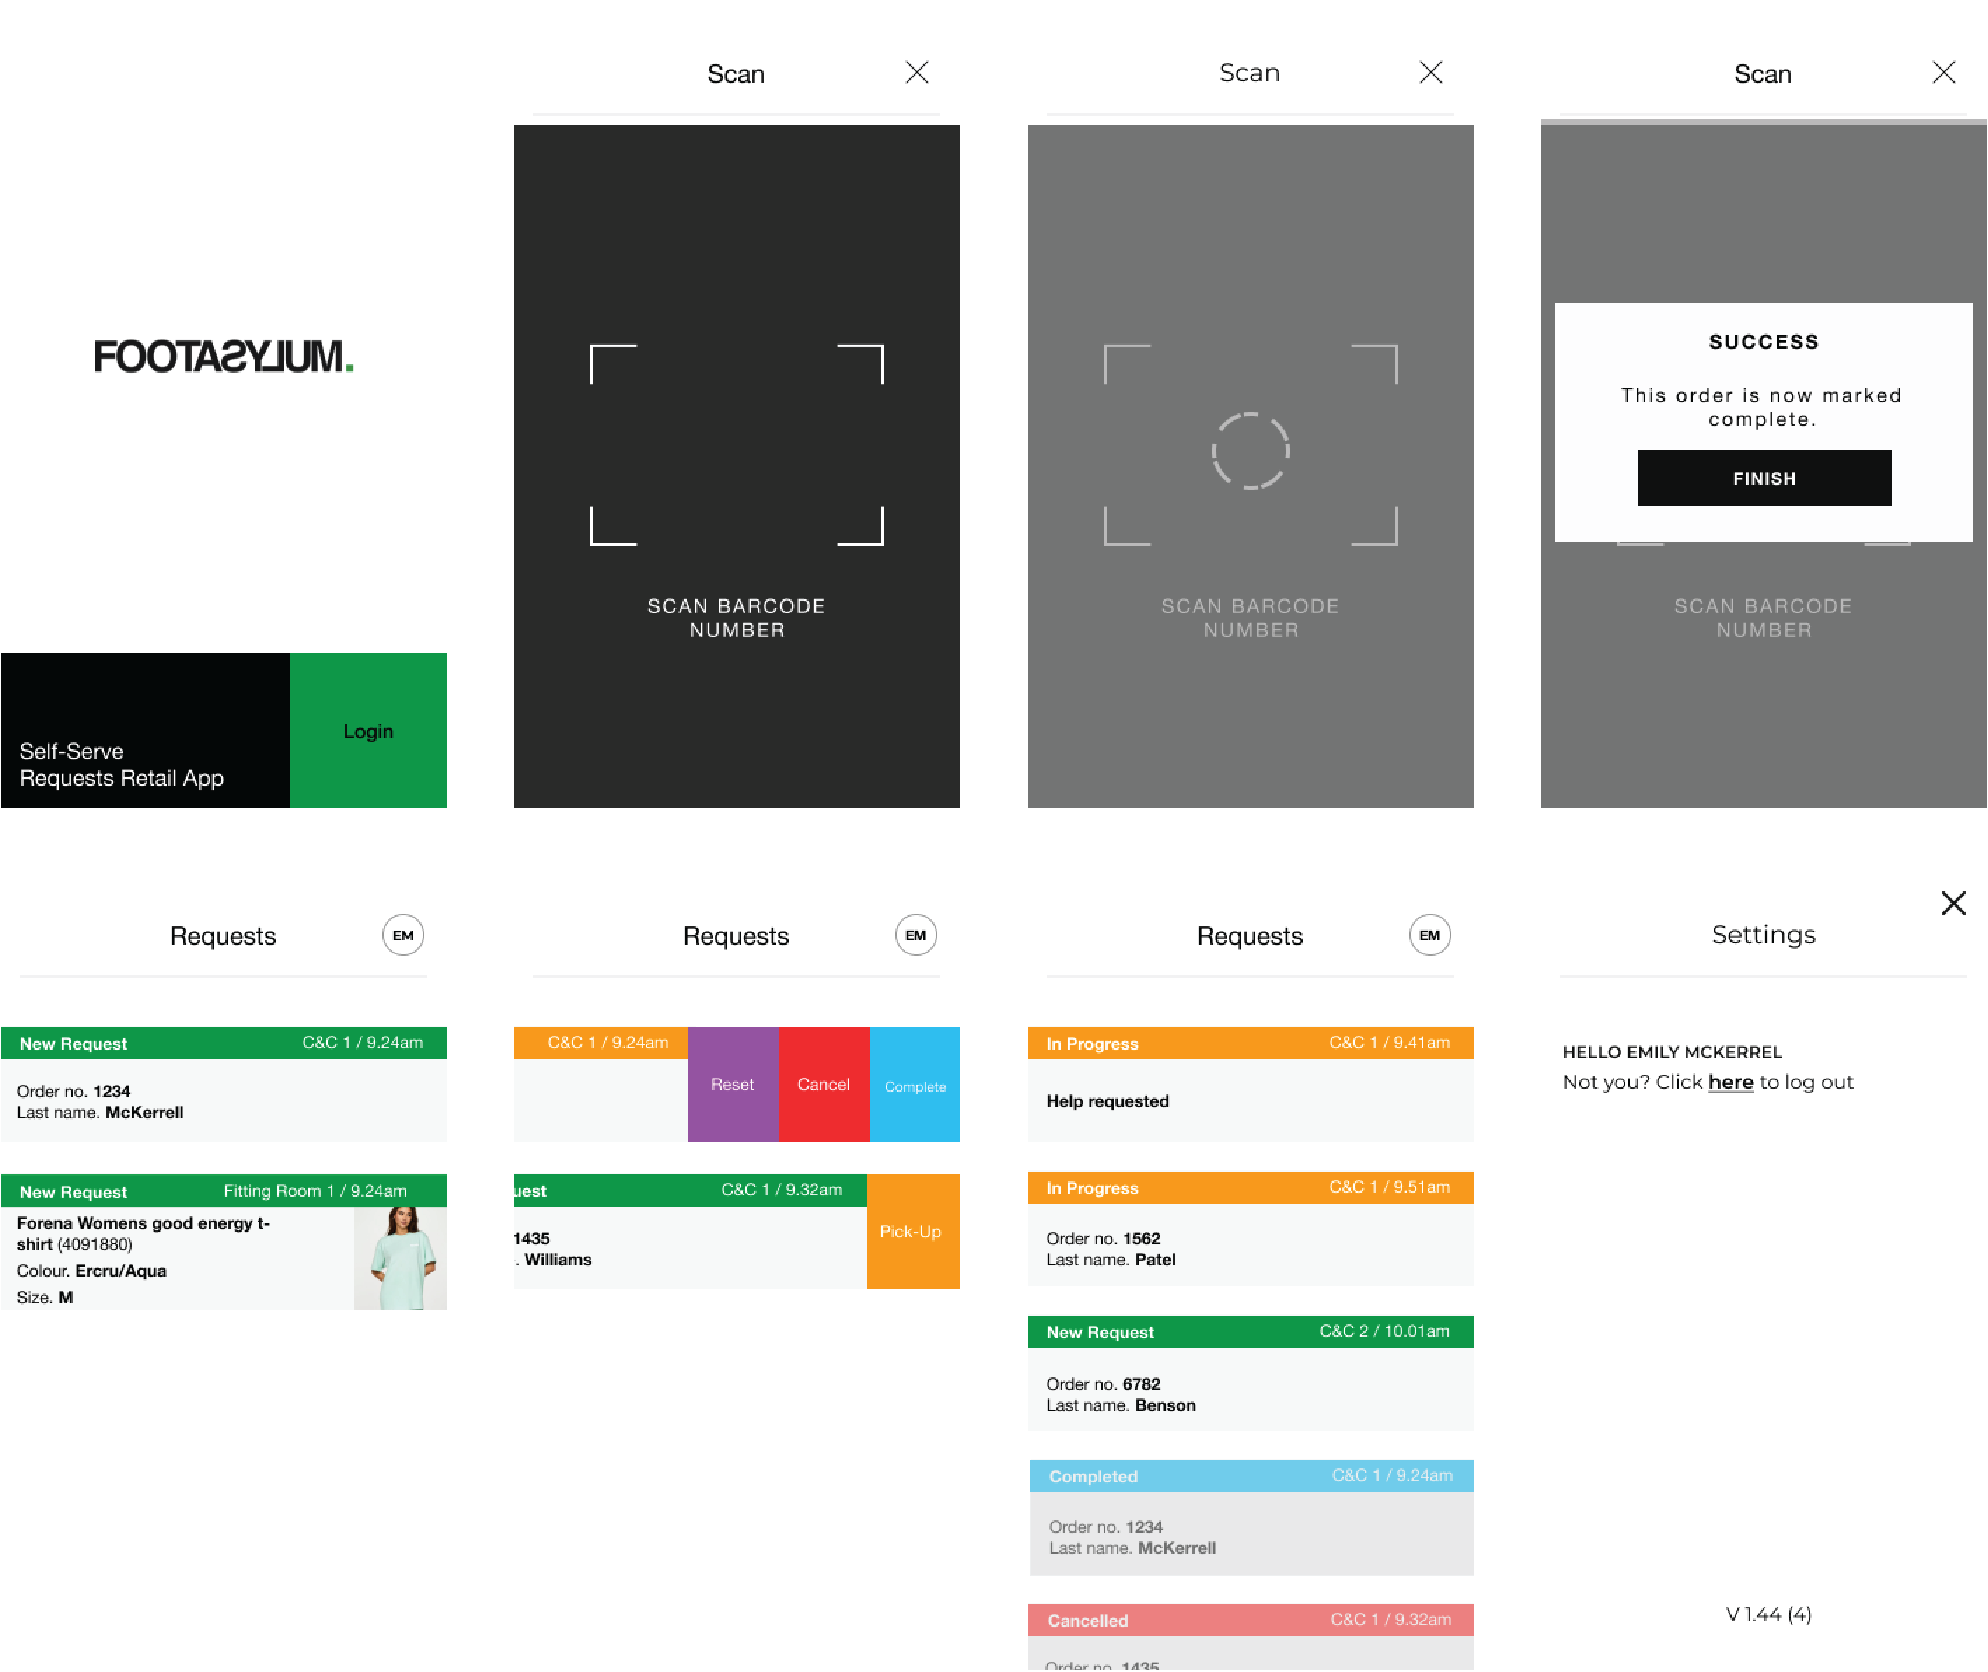 FOOTASYLUM.
Self-Serve
Requests Retail App
Login
Scan
SCAN BARCODE
NUMBER
Scan
SCAN BARCODE
NUMBER
Scan
SUCCESS
This order is now marked
complete.
FINISH
SCAN BARCODE
NUMBER
Requests
EM
New Request
C&C 1 / 9.24am
Order no. 1234
Last name. McKerrell
New Request
Fitting Room 1 / 9.24am
Forena Womens good energy t-
shirt (4091880)
Colour. Ercru/Aqua
Size. M
Requests
EM
C&C 1 / 9.24am
Reset
Cancel
Complete
uest
C&C 1 / 9.32am
1435
. Williams
Pick-Up
Requests
EM
In Progress
C&C 1 / 9.41am
Help requested
In Progress
C&C 1 / 9.51am
Order no. 1562
Last name. Patel
New Request
C&C 2 / 10.01am
Order no. 6782
Last name. Benson
Completed
C&C 1 / 9.24am
Order no. 1234
Last name. McKerrell
Cancelled
C&C 1 / 9.32am
Order no. 1435
Settings
HELLO EMILY MCKERREL
Not you? Click here to log out
V 1.44 (4)